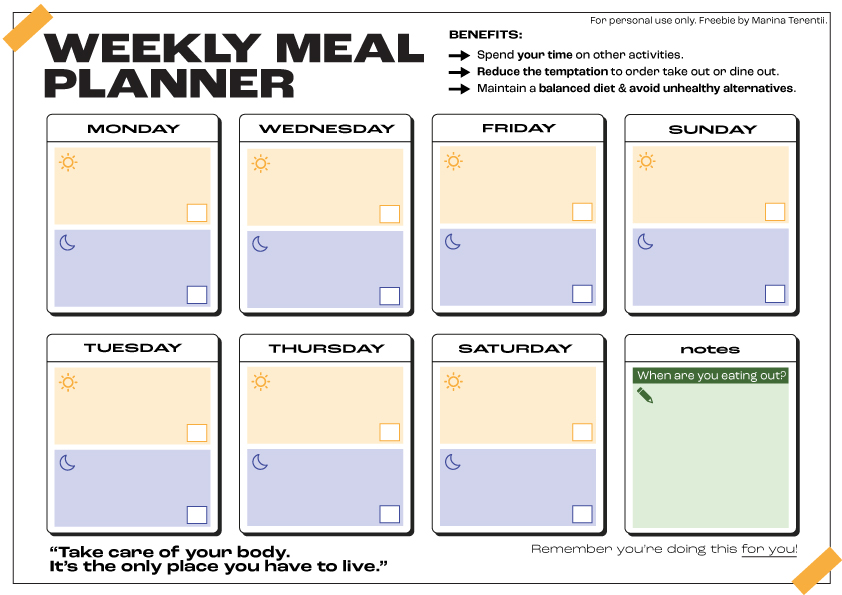 For personal use only. Freebie by Marina Terentii.
WEEKLY MEAL
PLANNER
BENEFITS:
Spend your time on other activities.
Reduce the temptation to order take out or dine out.
Maintain a balanced diet & avoid unhealthy alternatives.
MONDAY
WEDNESDAY
FRIDAY
SUNDAY
TUESDAY
THURSDAY
SATURDAY
notes
When are you eating out?
“Take care of your body.
It's the only place you have to live.”
Remember you're doing this for you!